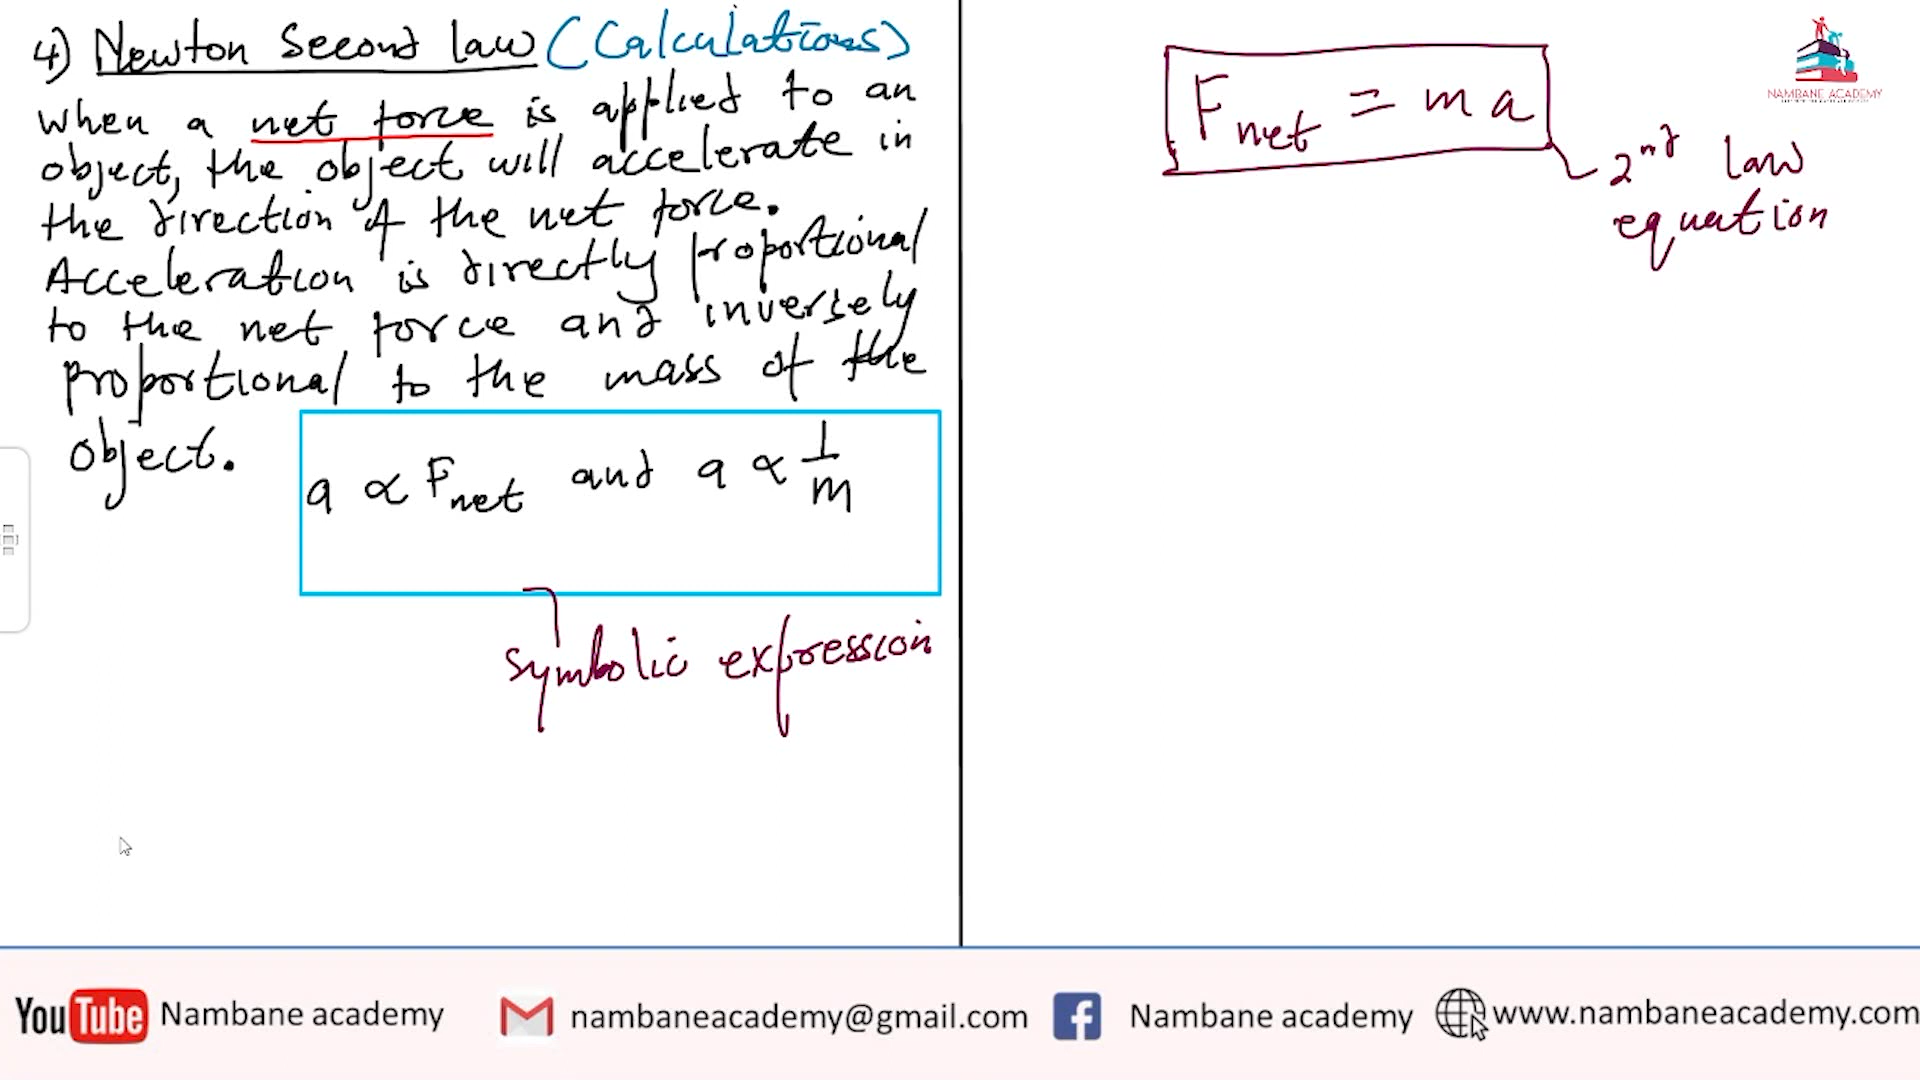 4) Newton Second law (Calculations)
When a net force is applied to an
object, the object will accelerate in
the direction of the net force.
Acceleration is directly proportional
to the net force and inversely
proportional to the mass of the
object.
a ∝ Fnet and a ∝ 1/m
symbolic expression
Fnet = ma
2nd law
equation
NAMBANE ACADEMY
YouTube Nambane academy
nambaneacademy@gmail.com
Nambane academy
www.nambaneacademy.com